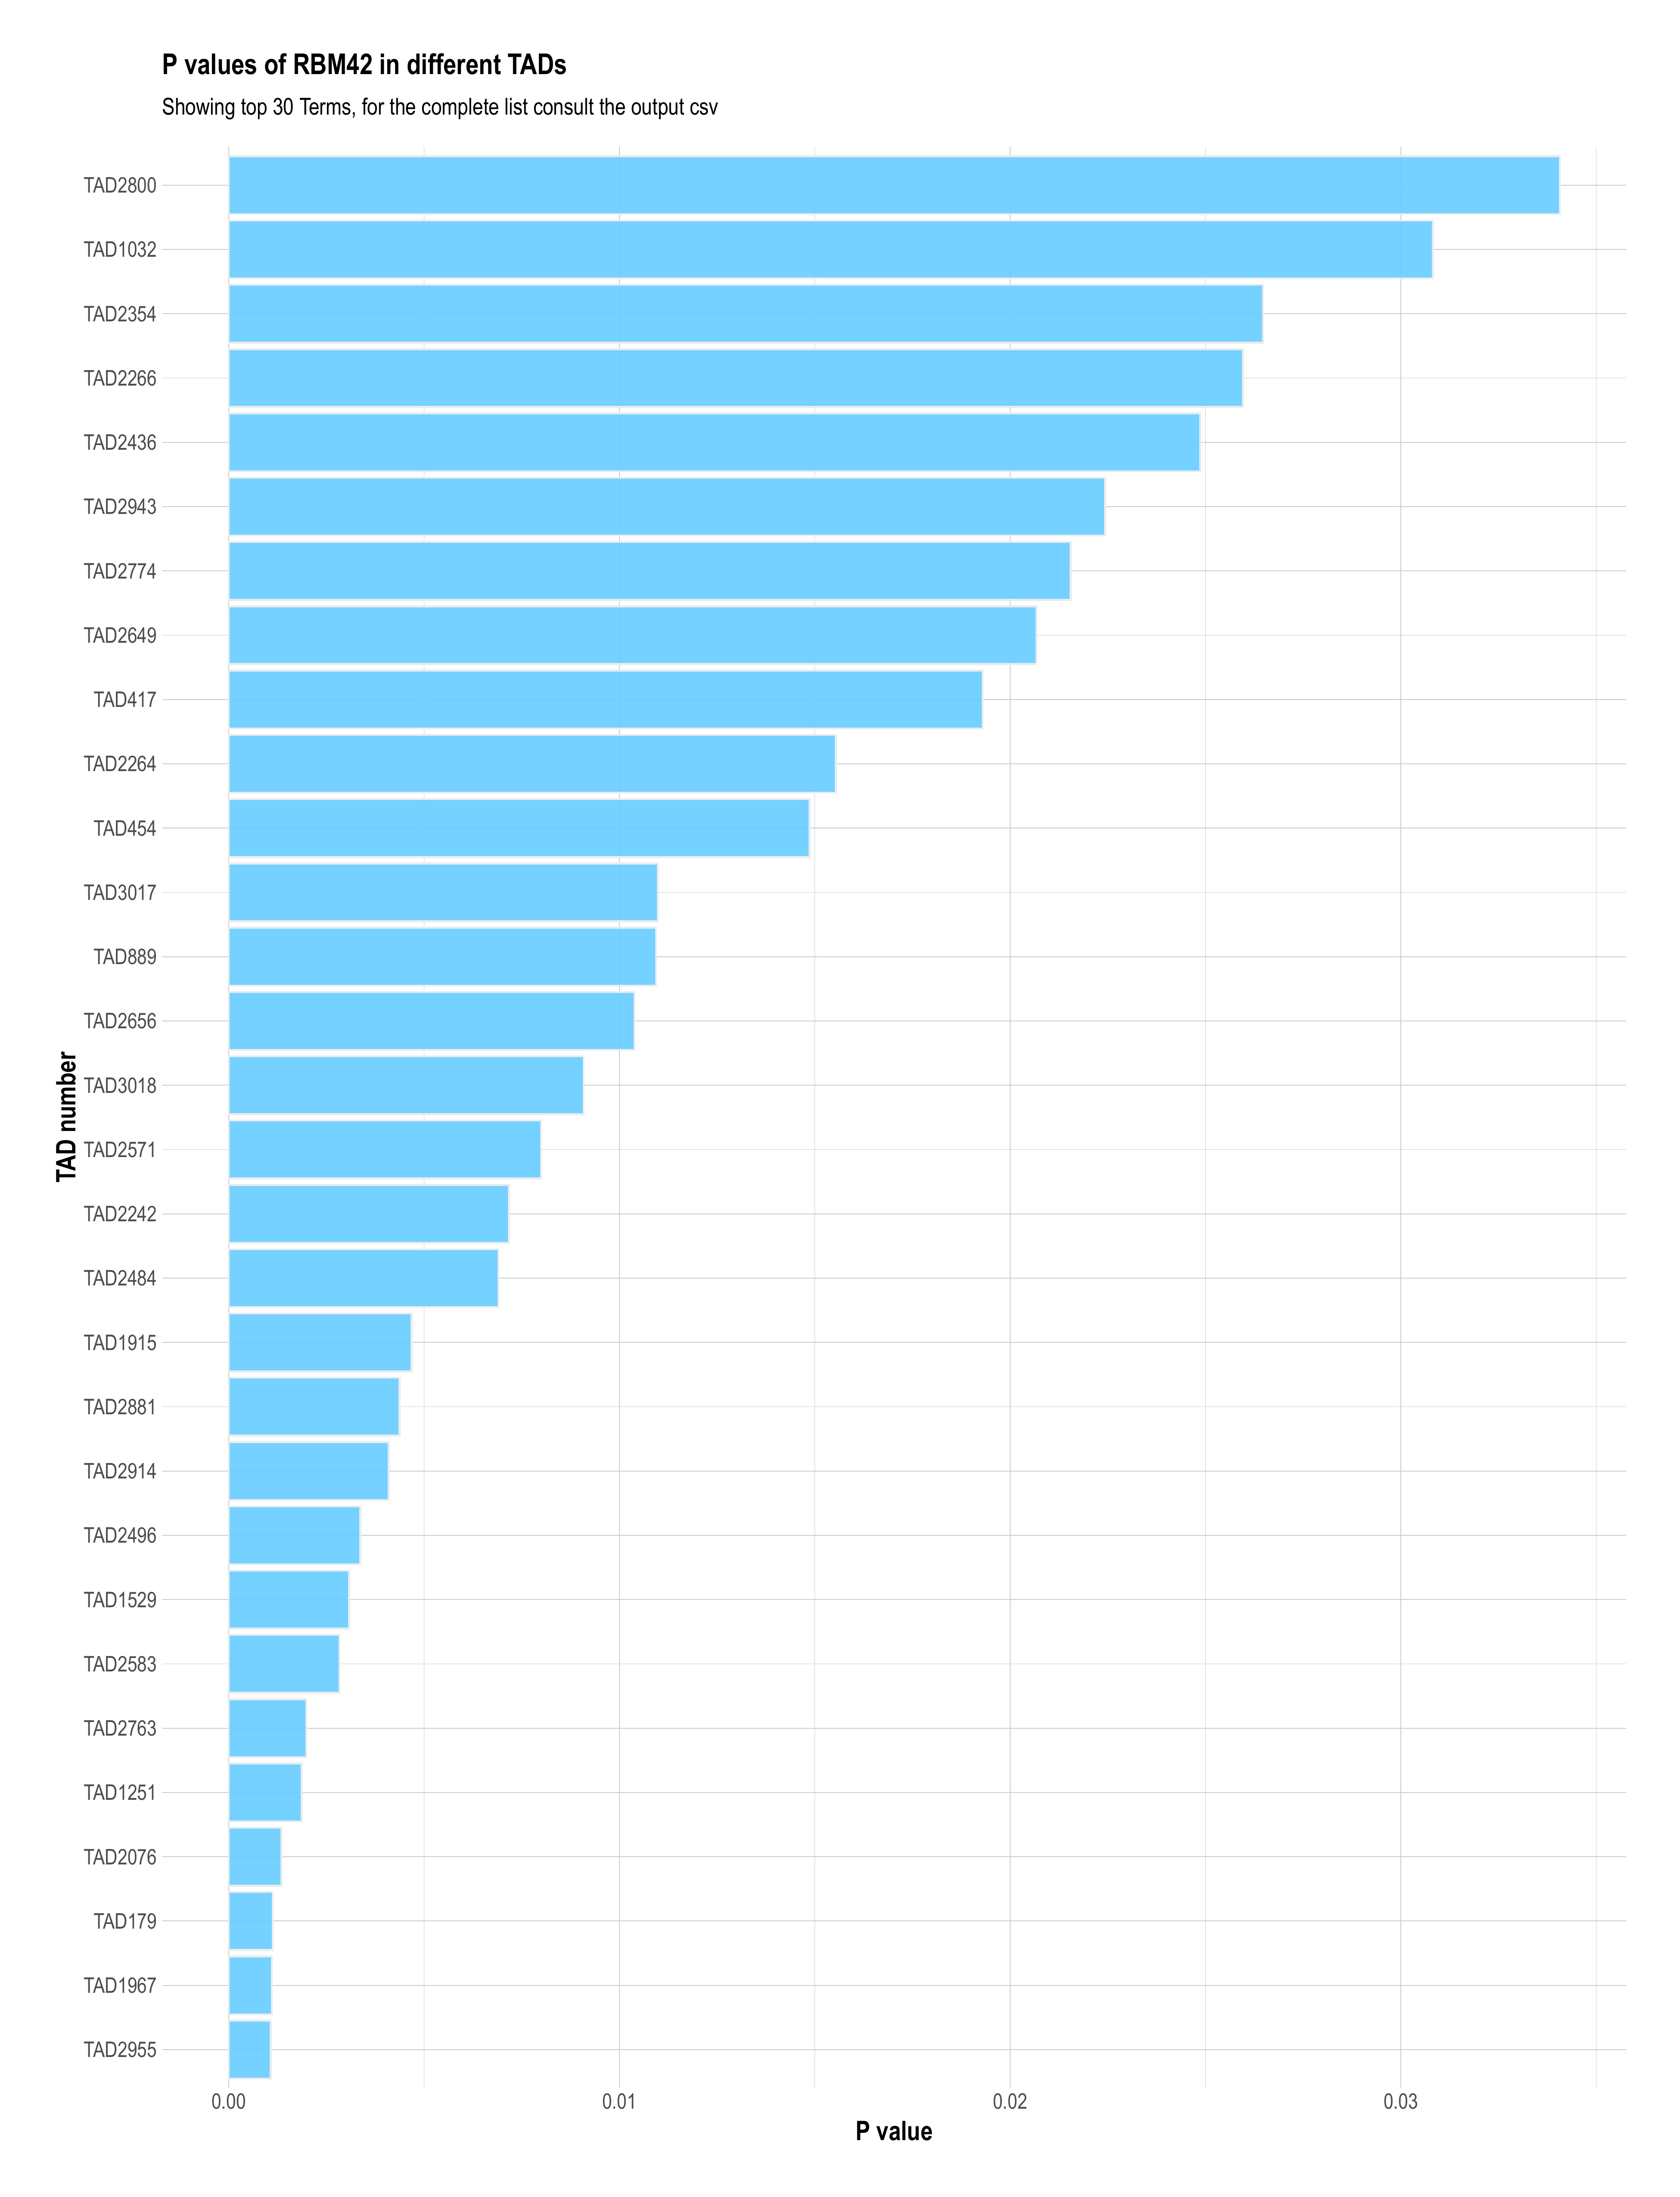 P values of RBM42 in different TADs
Showing top 30 Terms, for the complete list consult the output csv
TAD number
TAD2800
TAD1032
TAD2354
TAD2266
TAD2436
TAD2943
TAD2774
TAD2649
TAD417
TAD2264
TAD454
TAD3017
TAD889
TAD2656
TAD3018
TAD2571
TAD2242
TAD2484
TAD1915
TAD2881
TAD2914
TAD2496
TAD1529
TAD2583
TAD2763
TAD1251
TAD2076
TAD179
TAD1967
TAD2955
0.00 0.01 0.02 0.03
P value